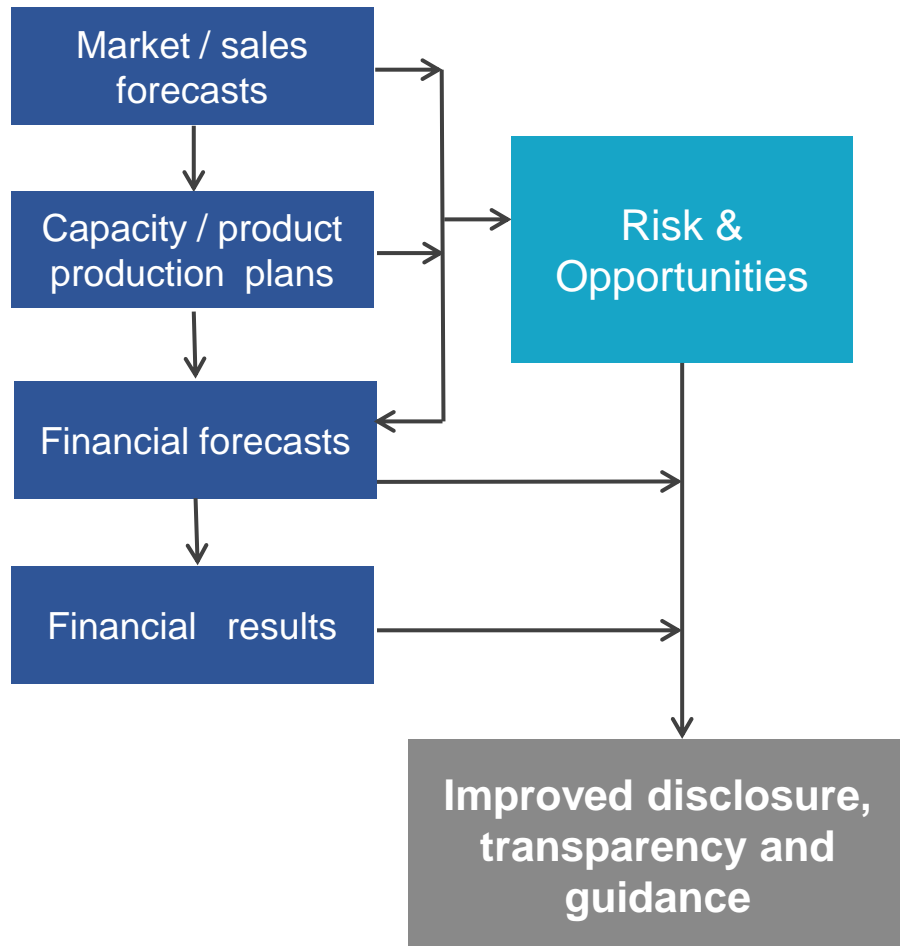 Market / sales
forecasts
Capacity / product
production plans
Risk &
Opportunities
Financial forecasts
Financial results
Improved disclosure,
transparency and
guidance